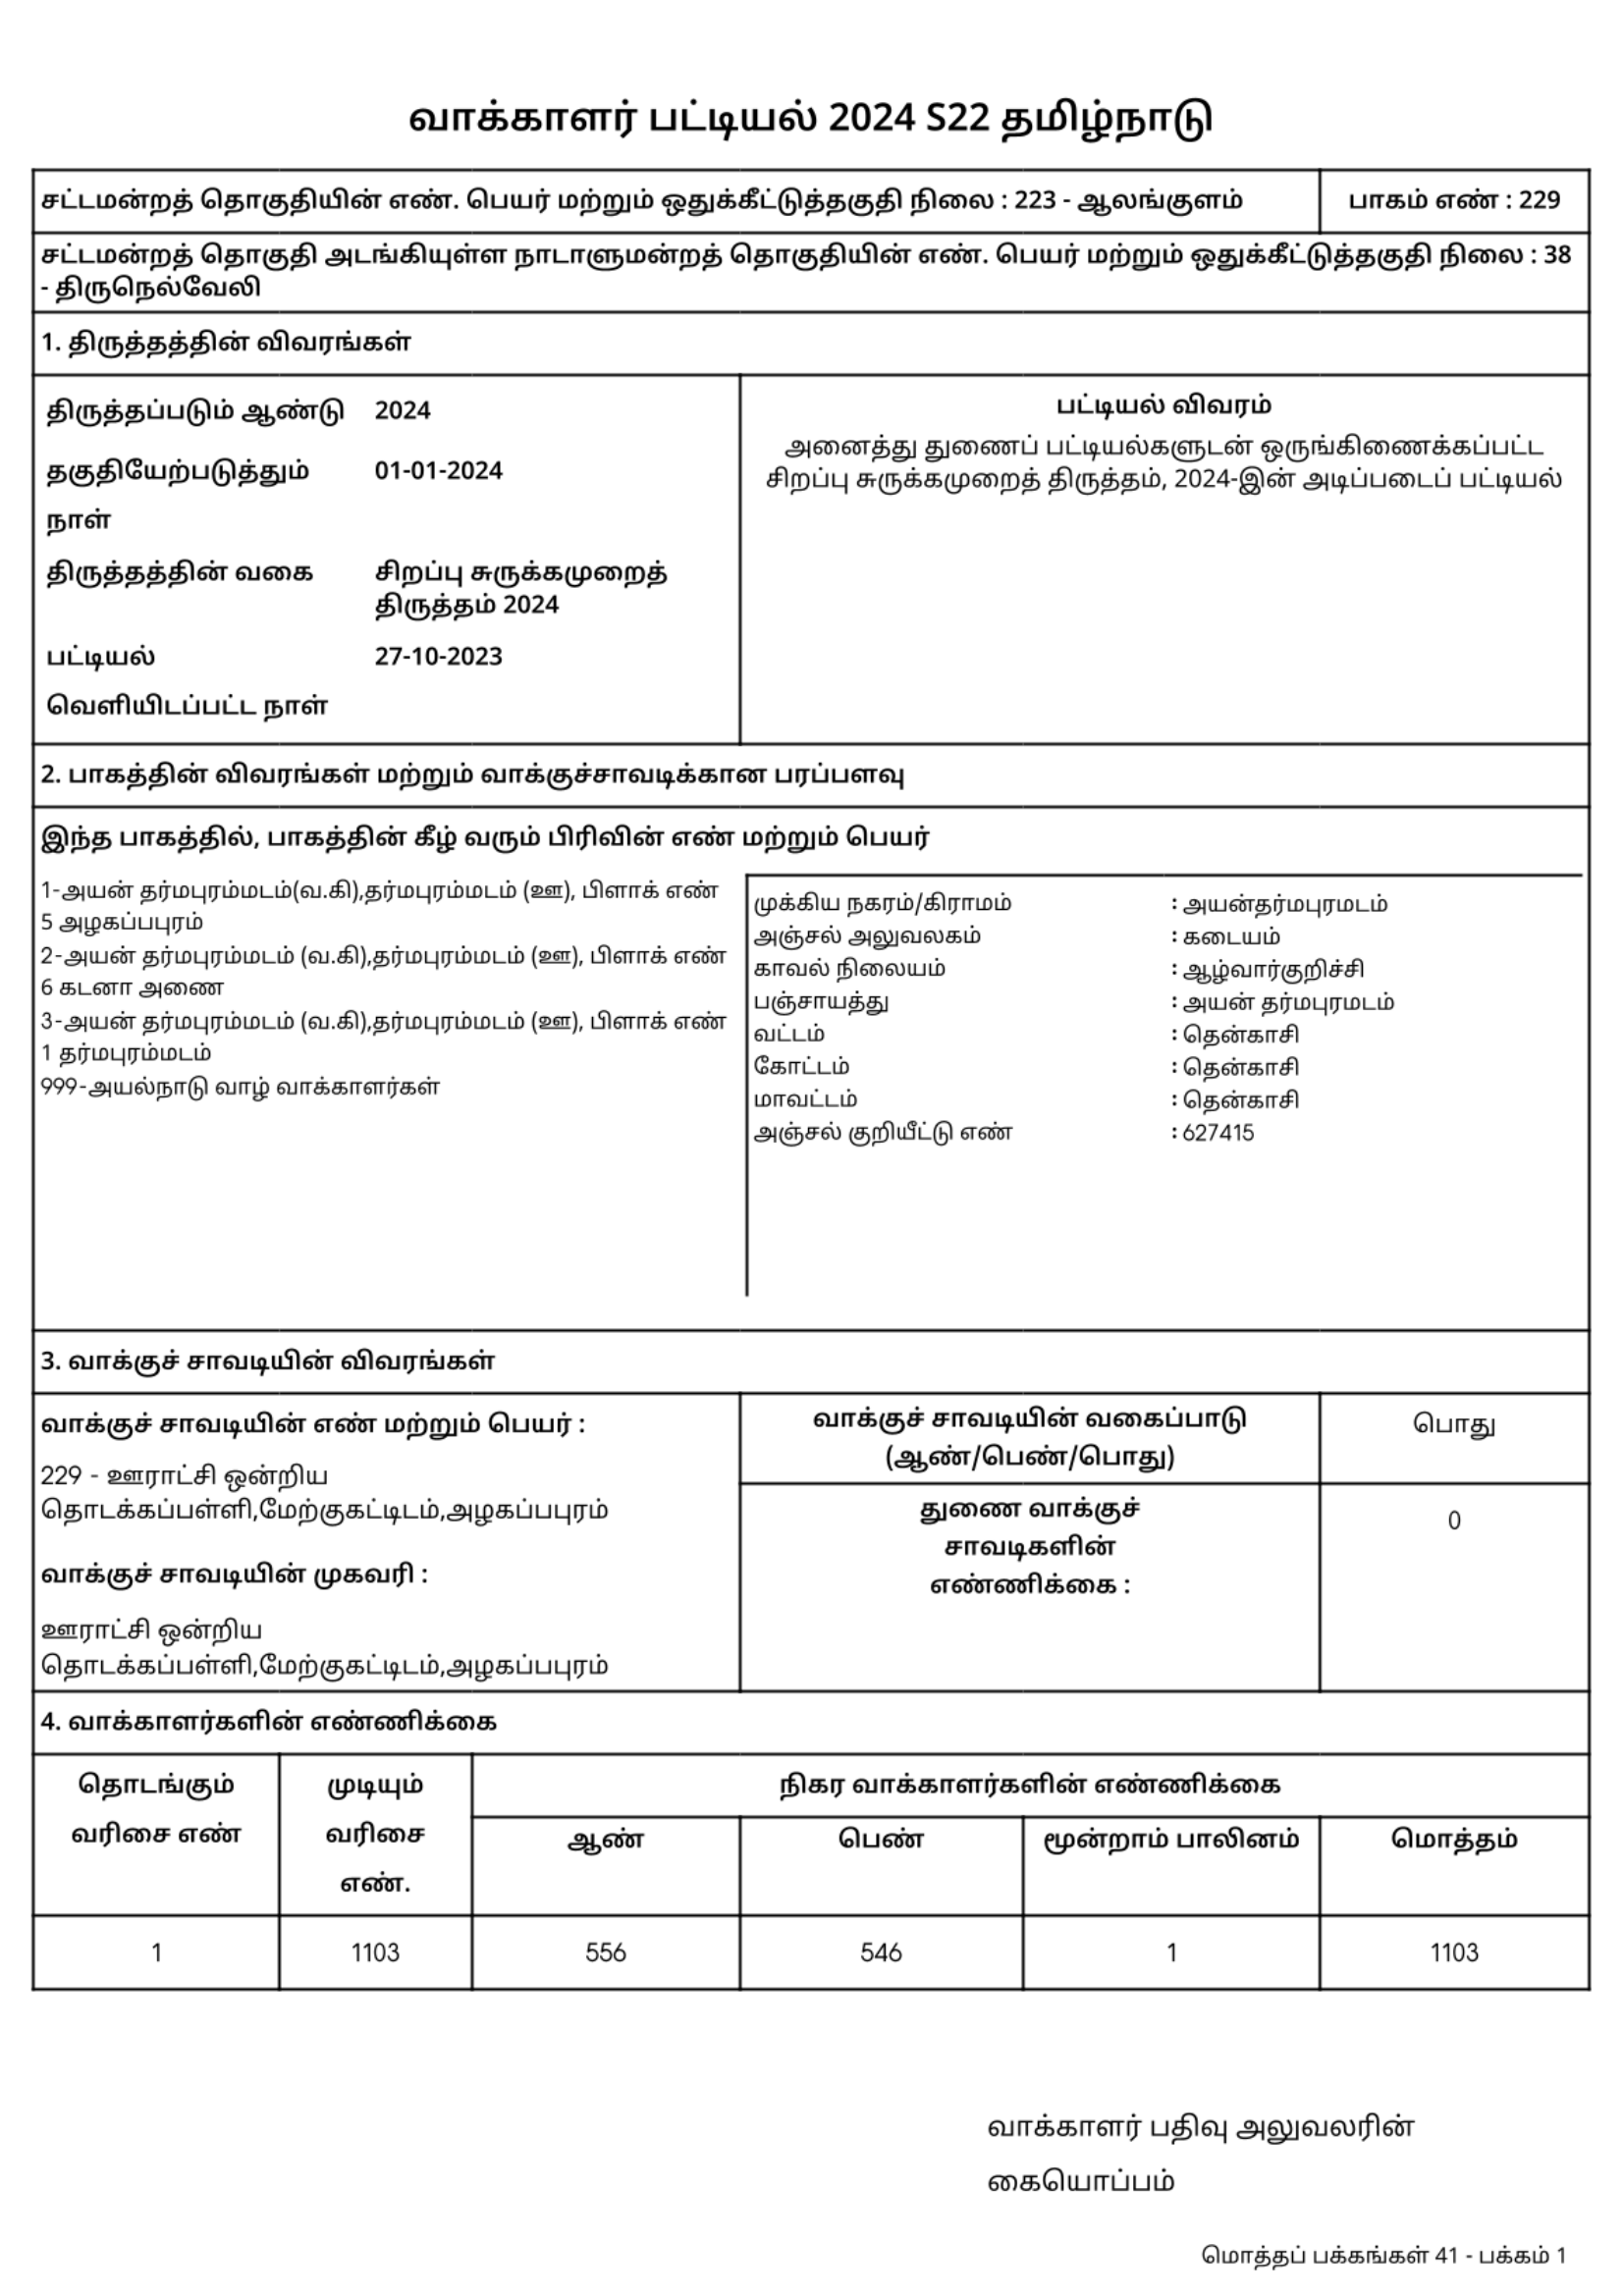 வாக்காளர் பட்டியல் 2024 S22 தமிழ்நாடு
சட்டமன்றத் தொகுதியின் எண். பெயர் மற்றும் ஒதுக்கீட்டுத்தகுதி நிலை : 223 - ஆலங்குளம்
பாகம் எண் : 229
சட்டமன்றத் தொகுதி அடங்கியுள்ள நாடாளுமன்றத் தொகுதியின் எண். பெயர் மற்றும் ஒதுக்கீட்டுத்தகுதி நிலை : 38
- திருநெல்வேலி
1. திருத்தத்தின் விவரங்கள்
திருத்தப்படும் ஆண்டு 2024
தகுதியேற்படுத்தும் 01-01-2024
நாள்
திருத்தத்தின் வகை சிறப்பு சுருக்கமுறைத்
திருத்தம் 2024
பட்டியல் 27-10-2023
வெளியிடப்பட்ட நாள்
பட்டியல் விவரம்
அனைத்து துணைப் பட்டியல்களுடன் ஒருங்கிணைக்கப்பட்ட
சிறப்பு சுருக்கமுறைத் திருத்தம், 2024-இன் அடிப்படைப் பட்டியல்
2. பாகத்தின் விவரங்கள் மற்றும் வாக்குச்சாவடிக்கான பரப்பளவு
இந்த பாகத்தில், பாகத்தின் கீழ் வரும் பிரிவின் எண் மற்றும் பெயர்
1-அயன் தர்மபுரம்மடம்(வ.கி),தர்மபுரம்மடம் (ஊ), பிளாக் எண்
5 அழகப்பபுரம்
2-அயன் தர்மபுரம்மடம் (வ.கி),தர்மபுரம்மடம் (ஊ), பிளாக் எண்
6 கடனா அணை
3-அயன் தர்மபுரம்மடம் (வ.கி),தர்மபுரம்மடம் (ஊ), பிளாக் எண்
1 தர்மபுரம்மடம்
999-அயல்நாடு வாழ் வாக்காளர்கள்
முக்கிய நகரம்/கிராமம் : அயன்தர்மபுரமடம்
அஞ்சல் அலுவலகம் : கடையம்
காவல் நிலையம் : ஆழ்வார்குறிச்சி
பஞ்சாயத்து : அயன் தர்மபுரமடம்
வட்டம் : தென்காசி
கோட்டம் : தென்காசி
மாவட்டம் : தென்காசி
அஞ்சல் குறியீட்டு எண் : 627415
3. வாக்குச் சாவடியின் விவரங்கள்
வாக்குச் சாவடியின் எண் மற்றும் பெயர் :
229 - ஊராட்சி ஒன்றிய
தொடக்கப்பள்ளி,மேற்குகட்டிடம்,அழகப்பபுரம்
வாக்குச் சாவடியின் முகவரி :
ஊராட்சி ஒன்றிய
தொடக்கப்பள்ளி,மேற்குகட்டிடம்,அழகப்பபுரம்
வாக்குச் சாவடியின் வகைப்பாடு
(ஆண்/பெண்/பொது)
பொது
துணை வாக்குச்
சாவடிகளின்
எண்ணிக்கை :
0
4. வாக்காளர்களின் எண்ணிக்கை
தொடங்கும்
வரிசை எண்
முடியும்
வரிசை
எண்.
நிகர வாக்காளர்களின் எண்ணிக்கை
ஆண் பெண் மூன்றாம் பாலினம் மொத்தம்
1 1103 556 546 1 1103
வாக்காளர் பதிவு அலுவலரின்
கையொப்பம்
மொத்தப் பக்கங்கள் 41 - பக்கம் 1